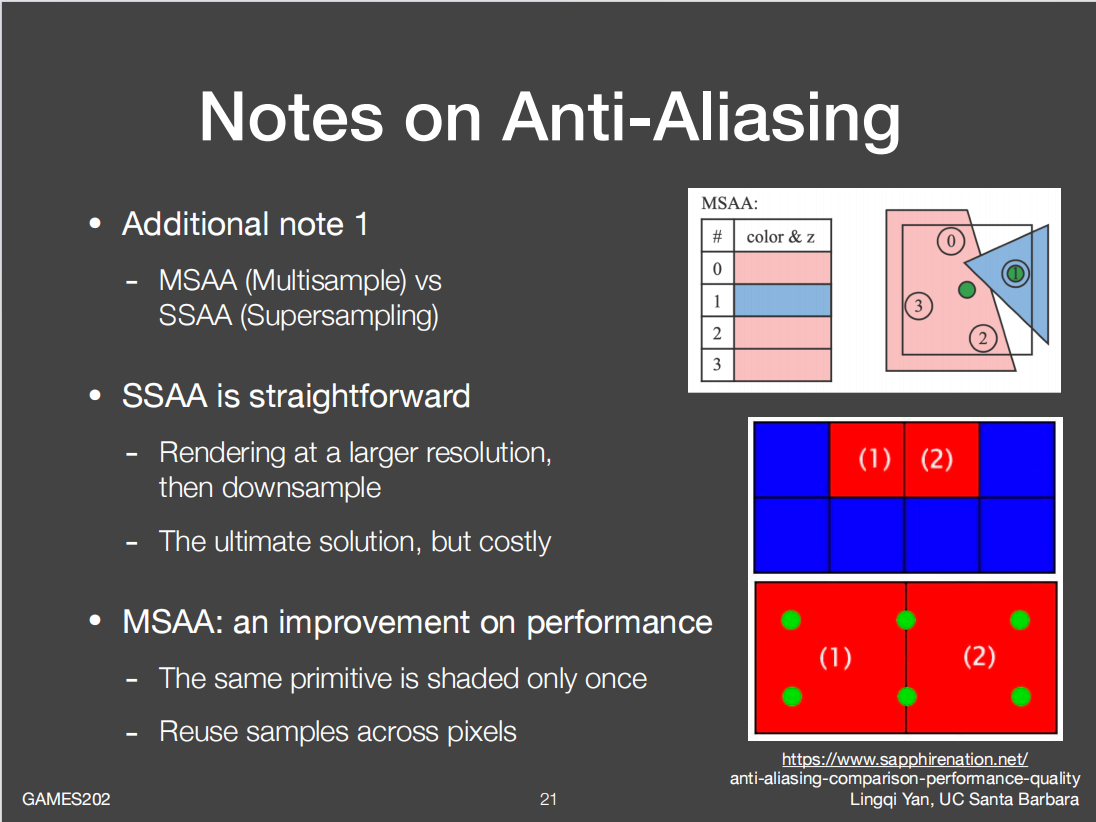 Notes on Anti-Aliasing
• Additional note 1
- MSAA (Multisample) vs
SSAA (Supersampling)
• SSAA is straightforward
- Rendering at a larger resolution,
then downsample
- The ultimate solution, but costly
• MSAA: an improvement on performance
- The same primitive is shaded only once
- Reuse samples across pixels
MSAA:
# color & z
0
1
2
3
0
1
3
2
(1) (2)
(1) (2)
https://www.sapphirenation.net/
anti-aliasing-comparison-performance-quality
GAMES202
21
Lingqi Yan, UC Santa Barbara